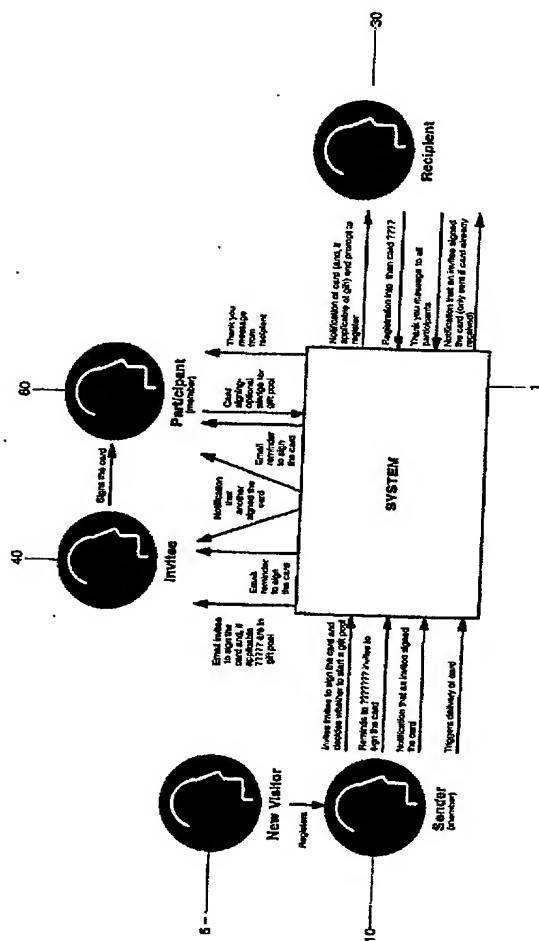 40
60
Signs the card
Invitee
Participant
(member)
5
New Visitor
Registers
10
Sender
(member)
Email invitee
to sign the
card and, if
applicable
????? are in
gift pool
Email
reminder
to sign
the card
Notification
that
another
signed the
card
Email
reminder
to sign
the card
Card
signing-
optional
gift pool
Thank you
message
from
recipient
Invites invitee to sign the card and
decides whether to start a gift pool
Reminds to ??????? invites to
sign the card
Notification that an invited signed
the card
Triggers delivery of card
SYSTEM
1
Notification of card (and, if
applicable of gift) and prompt to
register
Registration into then card ????
Thank you message to all
participants
Notification that an invitee signed
the card (only sent if card already
received)
Recipient
30